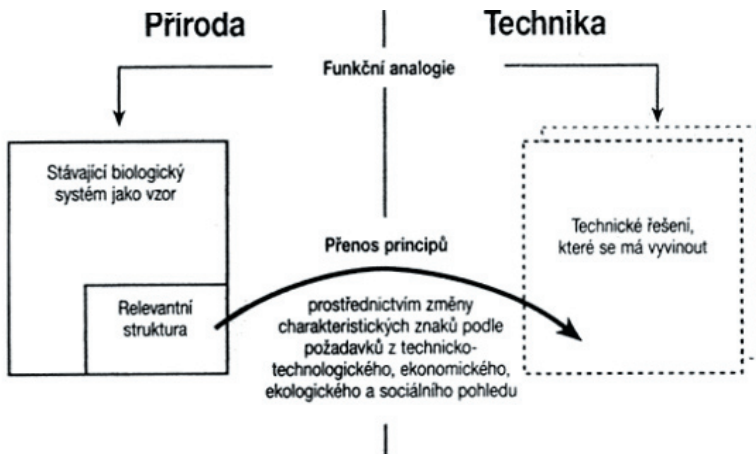 Příroda
Technika
Funkční analogie
Stávající biologický
systém jako vzor
Technické řešení,
které se má vyvinout
Přenos principů
Relevantní
struktura
prostřednictvím změny
charakteristických znaků podle
požadavků z technicko-
technologického, ekonomického,
ekologického a sociálního pohledu